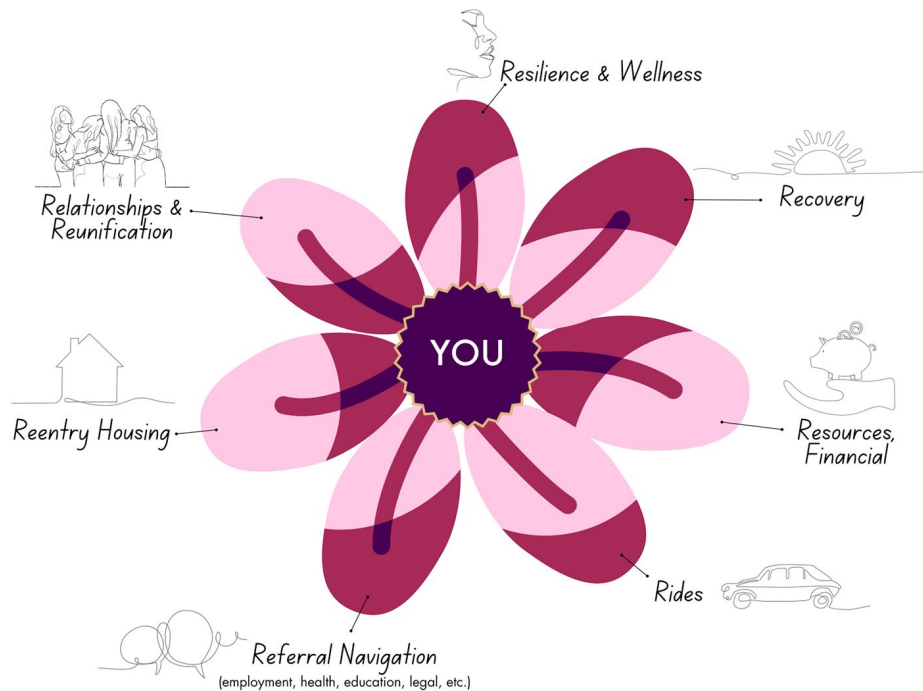 Resilience & Wellness
Recovery
Resources,
Financial
Rides
Referral Navigation
(employment, health, education, legal, etc.)
Reentry Housing
Relationships &
Reunification
YOU